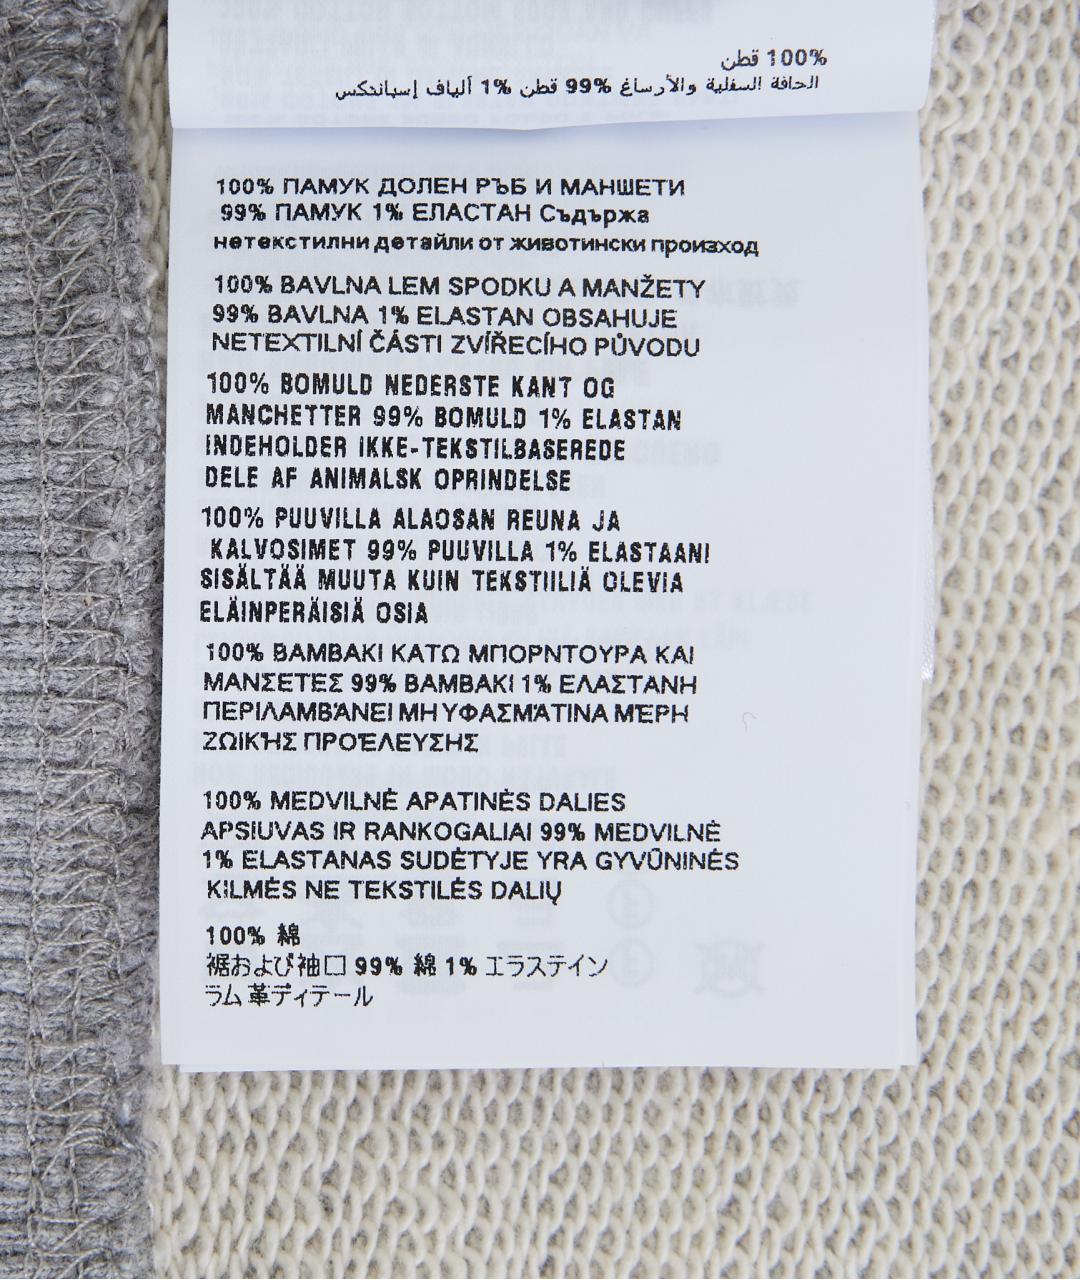 100% قطن
الحافة السفلية والأرساغ 99% قطن 1% ألياف إسبانتكس
100% ПАМУК ДОЛЕН РЪБ И МАНШЕТИ
99% ПАМУК 1% ЕЛАСТАН Съдържа
нетекстилни детайли от животински произход
100% BAVLNA LEM SPODKU A MANŽETY
99% BAVLNA 1% ELASTAN OBSAHUJE
NETEXTILNÍ ČÁSTI ZVÍŘECÍHO PŮVODU
100% BOMULD NEDERSTE KANT OG
MANCHETTER 99% BOMULD 1% ELASTAN
INDEHOLDER IKKE-TEKSTILBASEREDE
DELE AF ANIMALSK OPRINDELSE
100% PUUVILLA ALAOSAN REUNA JA
KALVOSIMET 99% PUUVILLA 1% ELASTAANI
SISÄLTÄÄ MUUTA KUIN TEKSTIILIÄ OLEVIA
ELÄINPERÄISIÄ OSIA
100% ΒΑΜΒΑΚΙ ΚΑΤΩ ΜΠΟΡΝΤΟΥΡΑ ΚΑΙ
ΜΑΝΣΕΤΕΣ 99% ΒΑΜΒΑΚΙ 1% ΕΛΑΣΤΑΝΗ
ΠΕΡΙΛΑΜΒΆΝΕΙ ΜΗ ΥΦΑΣΜΆΤΙΝΑ ΜΈΡΗ
ΖΩΙΚΉΣ ΠΡΟΈΛΕΥΣΗΣ
100% MEDVILNĖ APATINĖS DALIES
APSIUVAS IR RANKOGALIAI 99% MEDVILNĖ
1% ELASTANAS SUDĖTYJE YRA GYVŪNINĖS
KILMĖS NE TEKSTILĖS DALIŲ
100% 綿
裾および袖口 99% 綿 1% エラステイン
ラム革ディテール